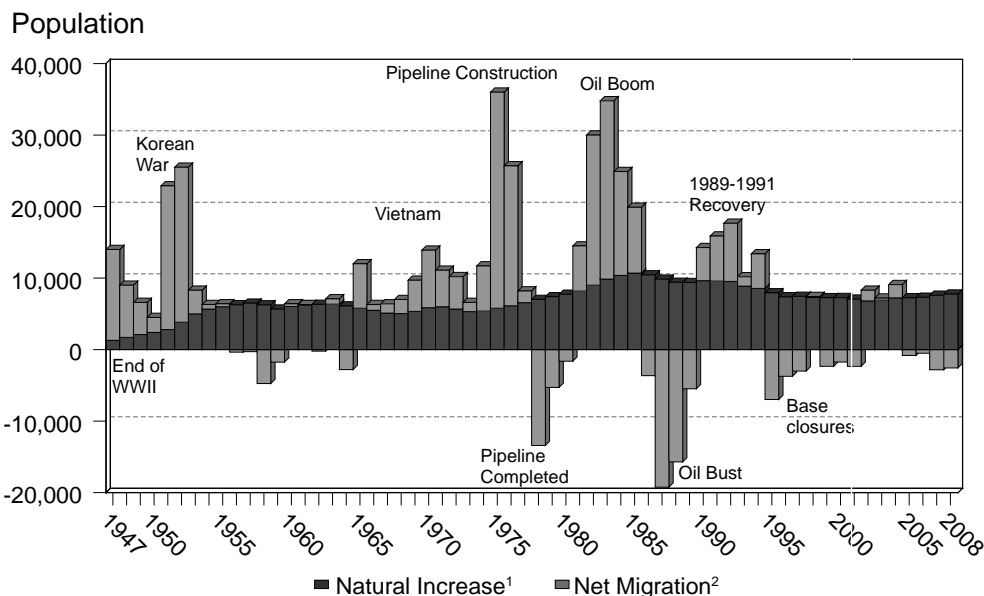 Population
40,000
Pipeline Construction
Oil Boom
30,000
Korean
War
1989-1991
Recovery
20,000
Vietnam
10,000
0
End of
WWII
Base
closures
-10,000
Pipeline
Completed
Oil Bust
-20,000
1947 1950 1955 1960 1965 1970 1975 1980 1985 1990 1995 2000 2005 2008
Natural Increase¹ Net Migration²